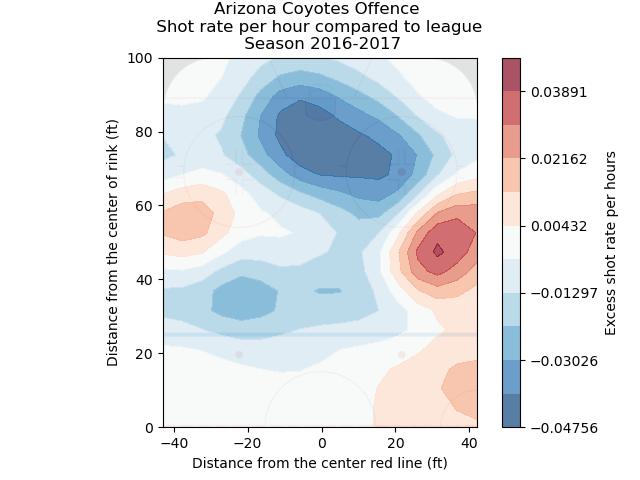 Arizona Coyotes Offence
Shot rate per hour compared to league
Season 2016-2017
100
80
60
40
20
0
Distance from the center of rink (ft)
−40
−20
0
20
40
Distance from the center red line (ft)
0.03891
0.02162
0.00432
−0.01297
−0.03026
−0.04756
Excess shot rate per hours